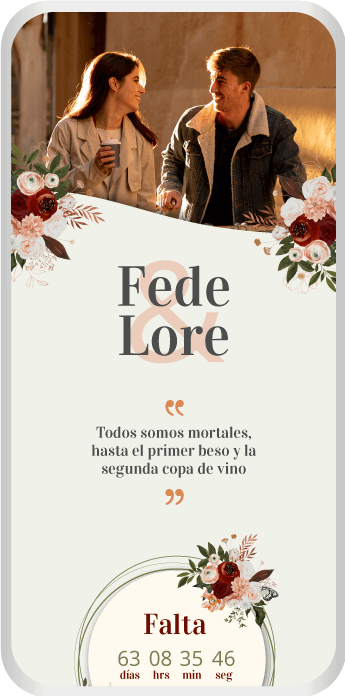 Fede
&
Lore
“
Todos somos mortales,
hasta el primer beso y la
segunda copa de vino
”
Falta
63 08 35 46
días hrs min seg